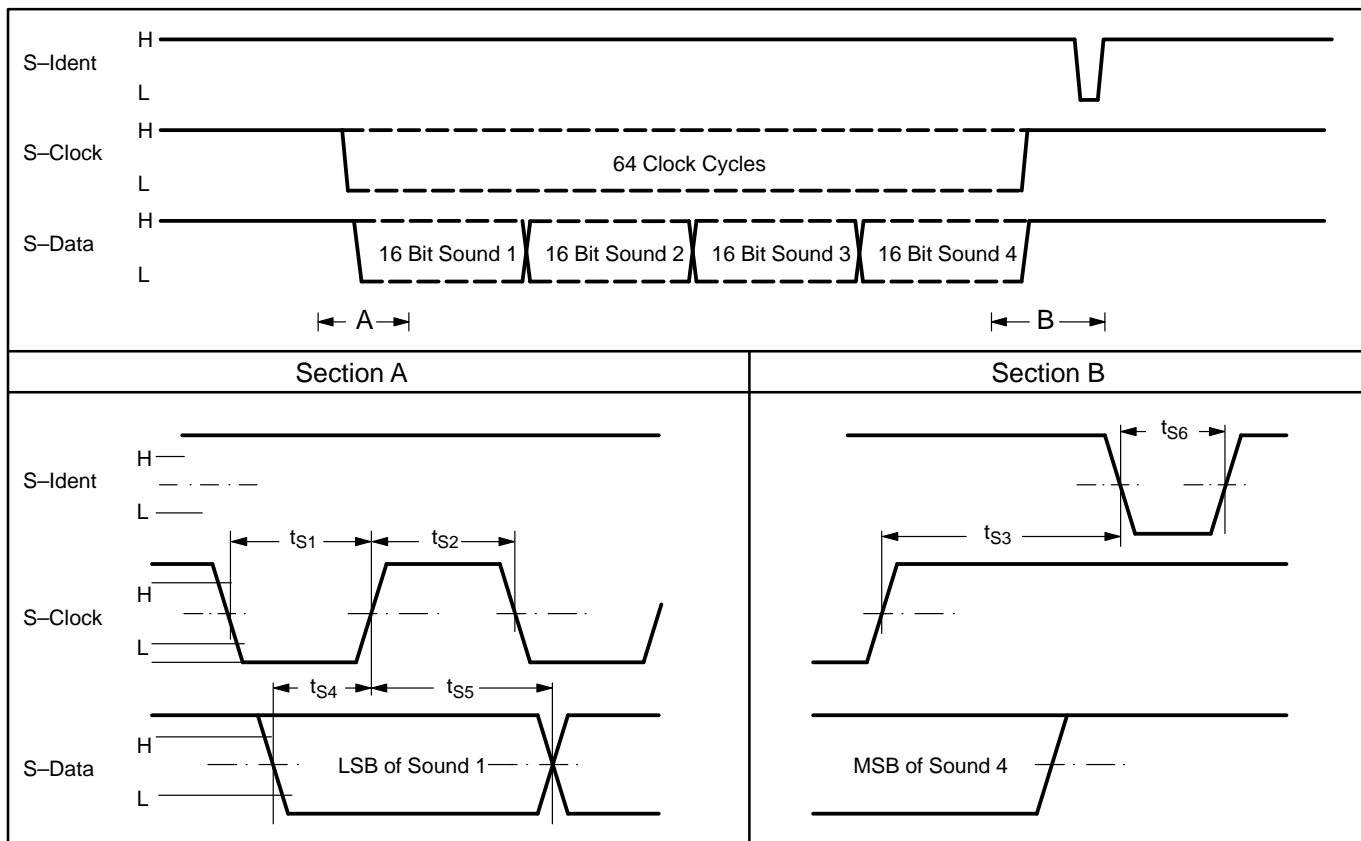 H
S–Ident
L
H
S–Clock
64 Clock Cycles
L
H
S–Data
16 Bit Sound 1 16 Bit Sound 2 16 Bit Sound 3 16 Bit Sound 4
L
A B
Section A Section B
tS6
H
S–Ident
L
tS1 tS2 tS3
H
S–Clock
L
tS4 tS5
H
S–Data LSB of Sound 1 MSB of Sound 4
L